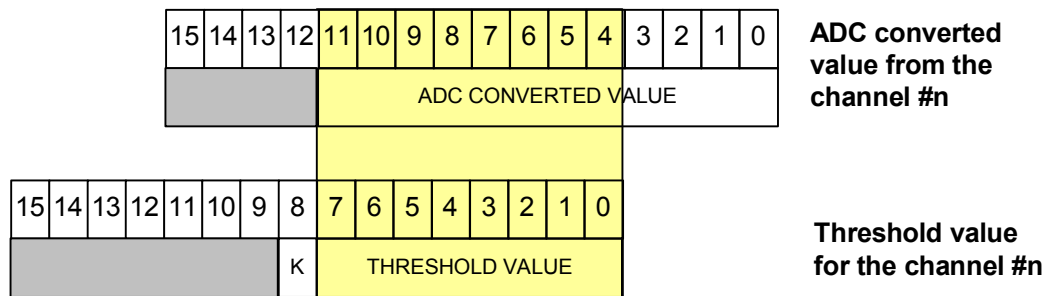 15 14 13 12 11 10 9 8 7 6 5 4 3 2 1 0
ADC CONVERTED VALUE
ADC converted
value from the
channel #n
15 14 13 12 11 10 9 8 7 6 5 4 3 2 1 0
K THRESHOLD VALUE
Threshold value
for the channel #n